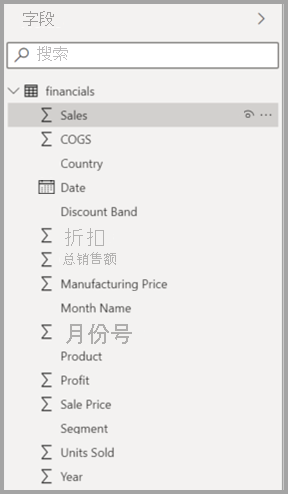 字段
搜索
financials
Sales
COGS
Country
Date
Discount Band
折扣
总销售额
Manufacturing Price
Month Name
月份号
Product
Profit
Sale Price
Segment
Units Sold
Year